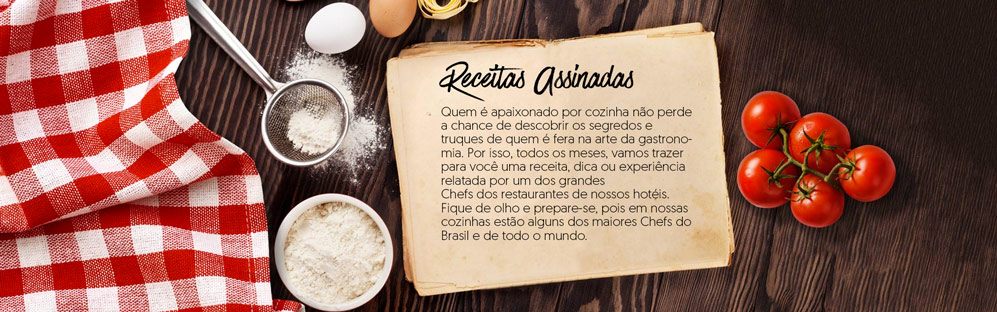 Receitas Assinadas
Quem é apaixonado por cozinha não perde
a chance de descobrir os segredos e
truques de quem é fera na arte da gastrono-
mia. Por isso, todos os meses, vamos trazer
para você uma receita, dica ou experiência
relatada por um dos grandes
Chefs dos restaurantes de nossos hotéis.
Fique de olho e prepare-se, pois em nossas
cozinhas estão alguns dos maiores Chefs do
Brasil e de todo o mundo.